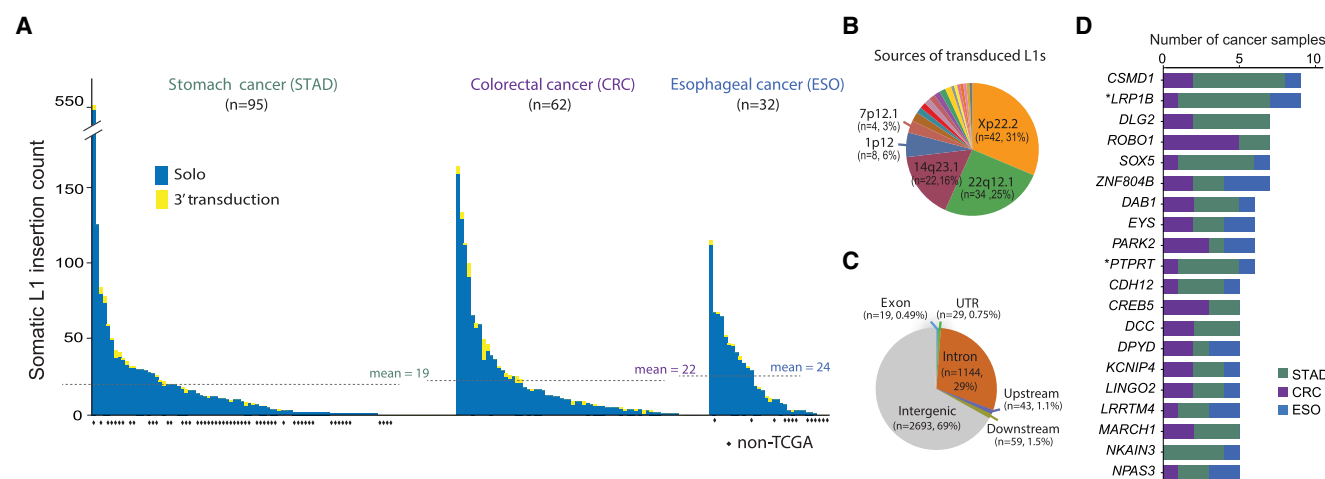 A
Stomach cancer (STAD)
(n=95)
Colorectal cancer (CRC)
(n=62)
Esophageal cancer (ESO)
(n=32)
Somatic L1 insertion count
550
150
100
50
0
Solo
3' transduction
mean = 19
mean = 22
mean = 24
♦ non-TCGA
B
Sources of transduced L1s
Xp22.2
(n=42, 31%)
22q12.1
(n=34 ,25%)
14q23.1
(n=22,16%)
1p12
(n=8, 6%)
7p12.1
(n=4, 3%)
C
Exon
(n=19, 0.49%)
UTR
(n=29, 0.75%)
Intron
(n=1144,
29%)
Upstream
(n=43, 1.1%)
Downstream
(n=59, 1.5%)
Intergenic
(n=2693, 69%)
D
Number of cancer samples
0 5 10
CSMD1
*LRP1B
DLG2
ROBO1
SOX5
ZNF804B
DAB1
EYS
PARK2
*PTPRT
CDH12
CREB5
DCC
DPYD
KCNIP4
LINGO2
LRRTM4
MARCH1
NKAIN3
NPAS3
STAD
CRC
ESO